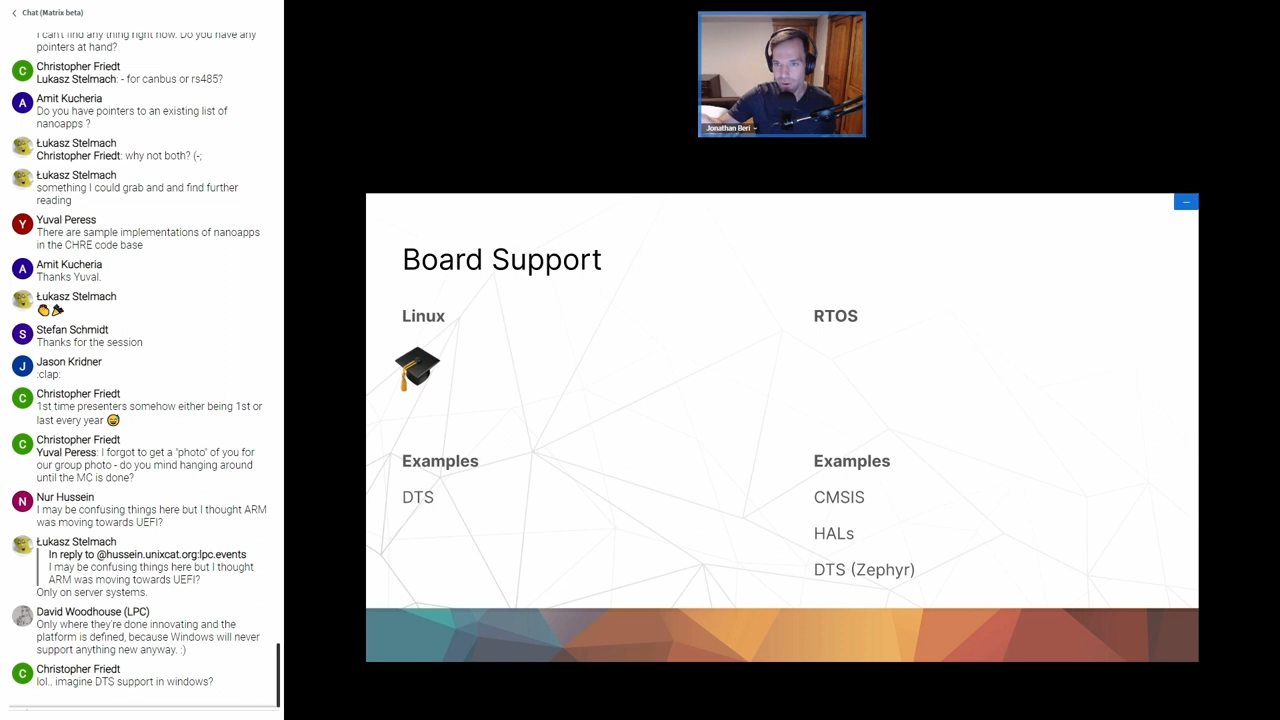 Chat (Matrix beta)
I can't find any thing right now. Do you have any
pointers at hand?
C
Christopher Friedt
Lukasz Stelmach: - for canbus or rs485?
A
Amit Kucheria
Do you have pointers to an existing list of
nanoapps ?
Łukasz Stelmach
Christopher Friedt: why not both? (-;
Łukasz Stelmach
something I could grab and and find further
reading
Y
Yuval Peress
There are sample implementations of nanoapps
in the CHRE code base
A
Amit Kucheria
Thanks Yuval.
Łukasz Stelmach
👏🎉
S
Stefan Schmidt
Thanks for the session
J
Jason Kridner
:clap:
C
Christopher Friedt
1st time presenters somehow either being 1st or
last every year 😅
C
Christopher Friedt
Yuval Peress: I forgot to get a "photo" of you for
our group photo - do you mind hanging around
until the MC is done?
N
Nur Hussein
I may be confusing things here but I thought ARM
was moving towards UEFI?
Łukasz Stelmach
In reply to @hussein.unixcat.org:lpc.events
I may be confusing things here but I thought
ARM was moving towards UEFI?
Only on server systems.
David Woodhouse (LPC)
Only where they're done innovating and the
platform is defined, because Windows will never
support anything new anyway. :)
C
Christopher Friedt
lol.. imagine DTS support in windows?
Jonathan Beri
Board Support
Linux
Examples
DTS
RTOS
Examples
CMSIS
HALs
DTS (Zephyr)